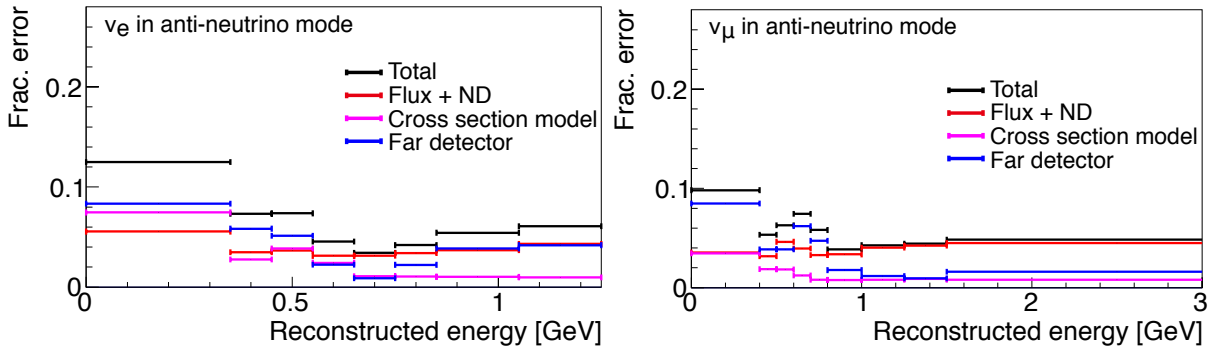 Frac. error
ν_e in anti-neutrino mode
Total
Flux + ND
Cross section model
Far detector
0.2
0.1
0
0 0.5 1
Reconstructed energy [GeV]
Frac. error
ν_μ in anti-neutrino mode
Total
Flux + ND
Cross section model
Far detector
0.2
0.1
0
0 1 2 3
Reconstructed energy [GeV]